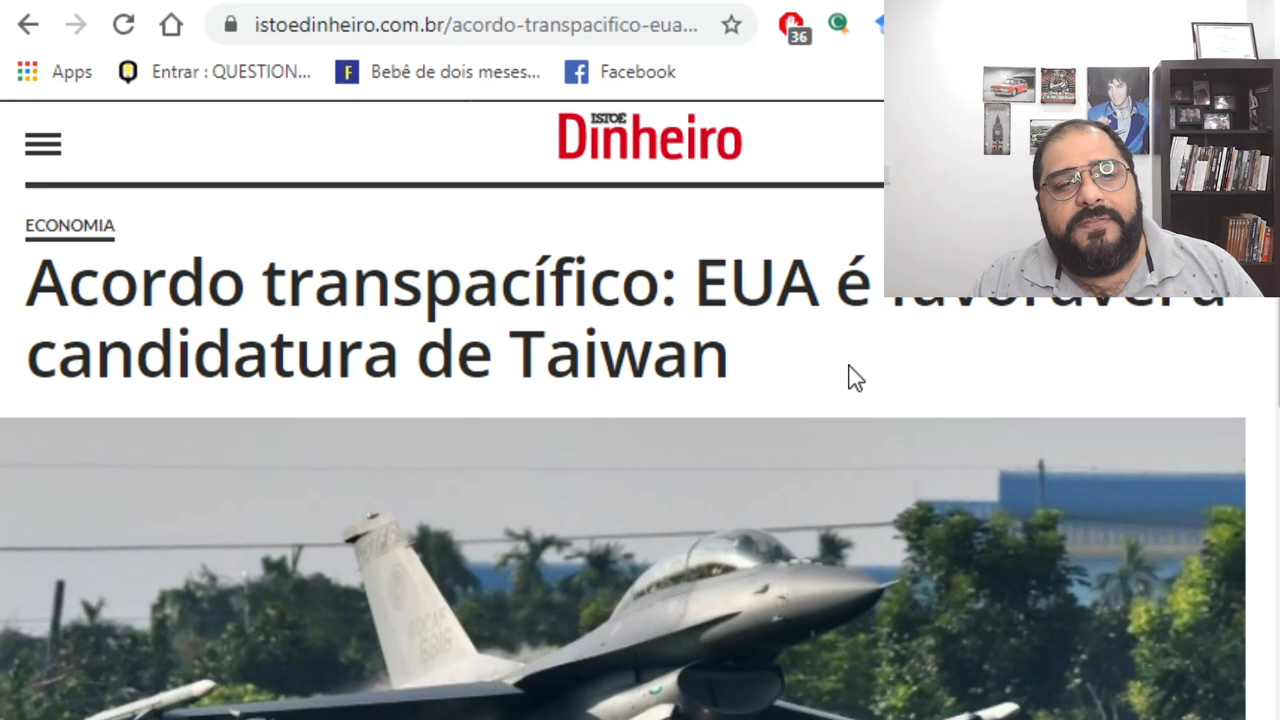 istoedinheiro.com.br/acordo-transpacifico-eua...
36
Apps
Entrar : QUESTION...
F
Bebê de dois meses...
Facebook
ISTOÉ
Dinheiro
ECONOMIA
Acordo transpacífico: EUA é
candidatura de Taiwan
6816